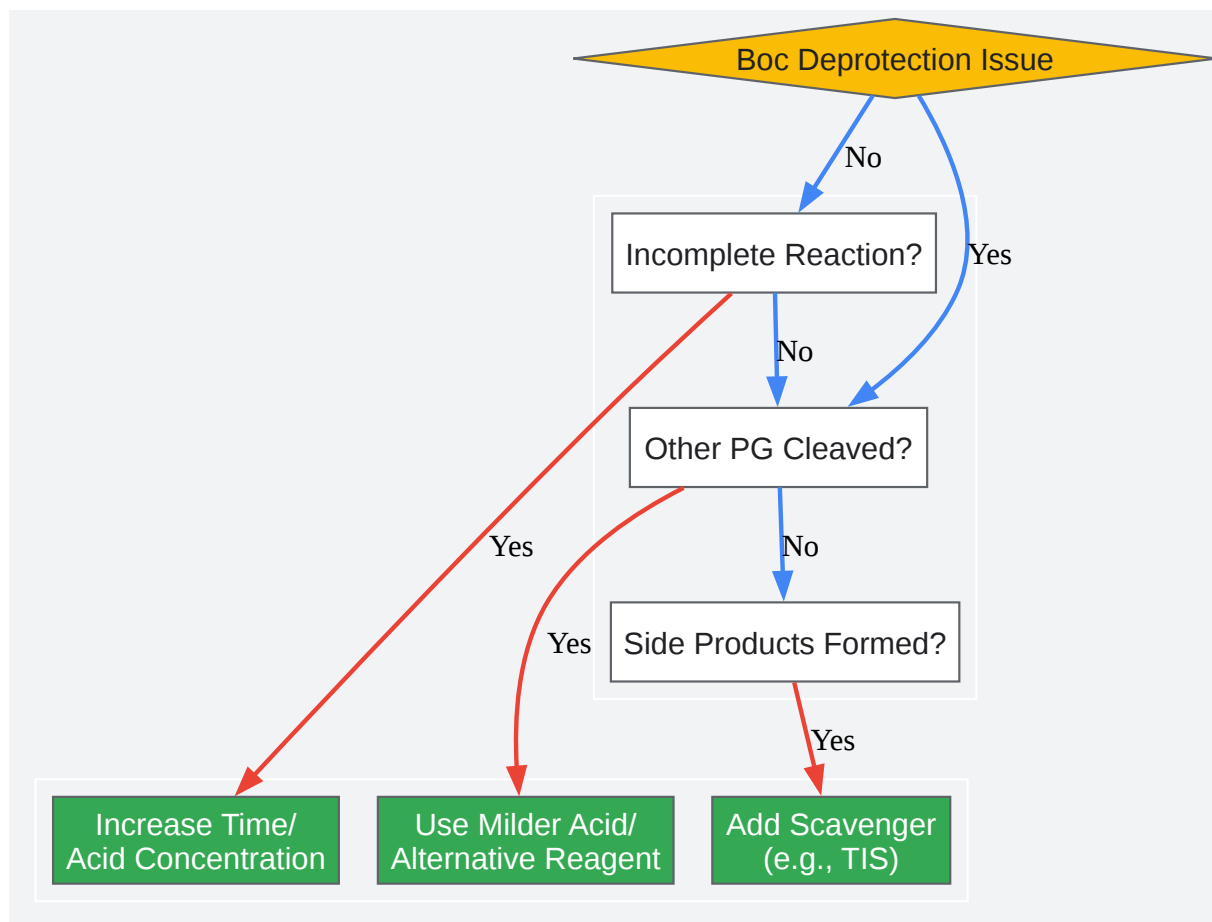 Boc Deprotection Issue
No
Incomplete Reaction?
Yes
No
Other PG Cleaved?
Yes
No
Yes
Side Products Formed?
Yes
Increase Time/
Acid Concentration
Use Milder Acid/
Alternative Reagent
Add Scavenger
(e.g., TIS)